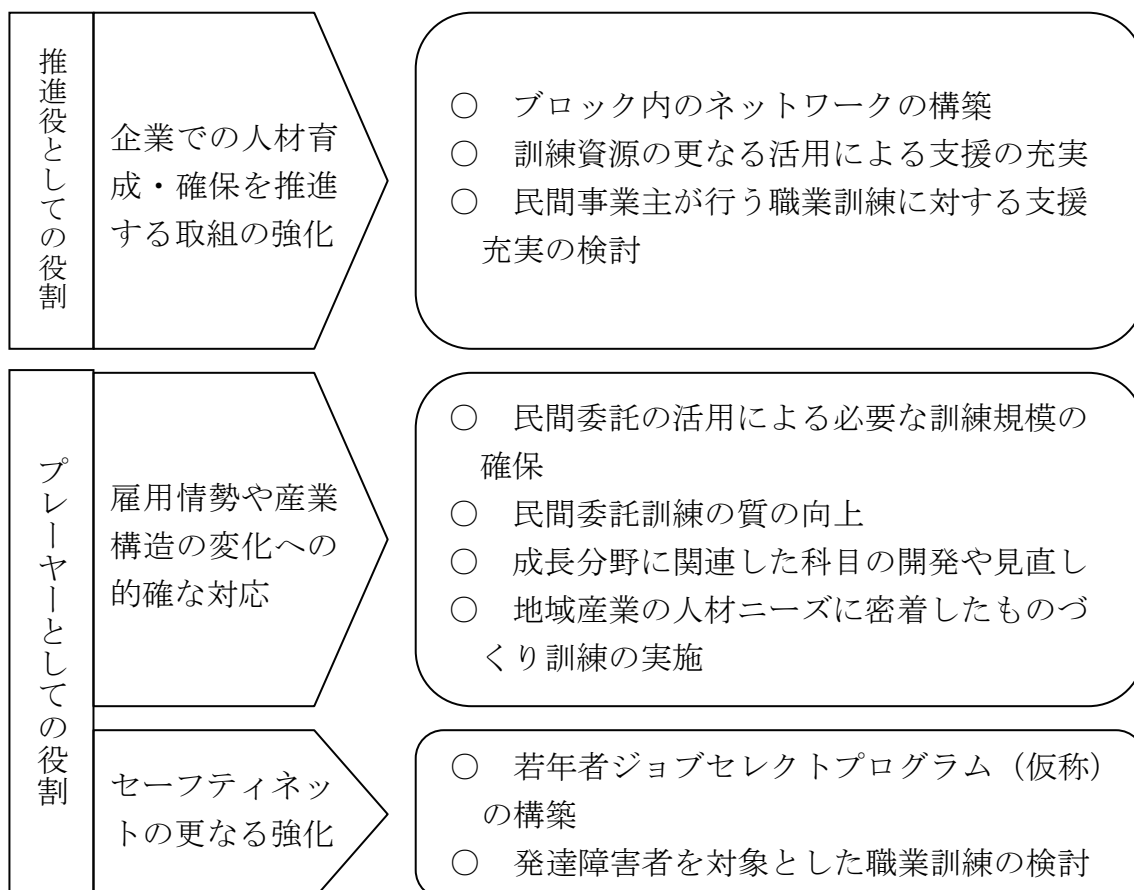 推進役としての役割
企業での人材育
成・確保を推進
する取組の強化
○ ブロック内のネットワークの構築
○ 訓練資源の更なる活用による支援の充実
○ 民間事業主が行う職業訓練に対する支援
充実の検討
プレーヤーとしての役割
雇用情勢や産業
構造の変化への
的確な対応
○ 民間委託の活用による必要な訓練規模の
確保
○ 民間委託訓練の質の向上
○ 成長分野に関連した科目の開発や見直し
○ 地域産業の人材ニーズに密着したものづ
くり訓練の実施
セーフティネッ
トの更なる強化
○ 若年者ジョブセレクトプログラム（仮称）
の構築
○ 発達障害者を対象とした職業訓練の検討